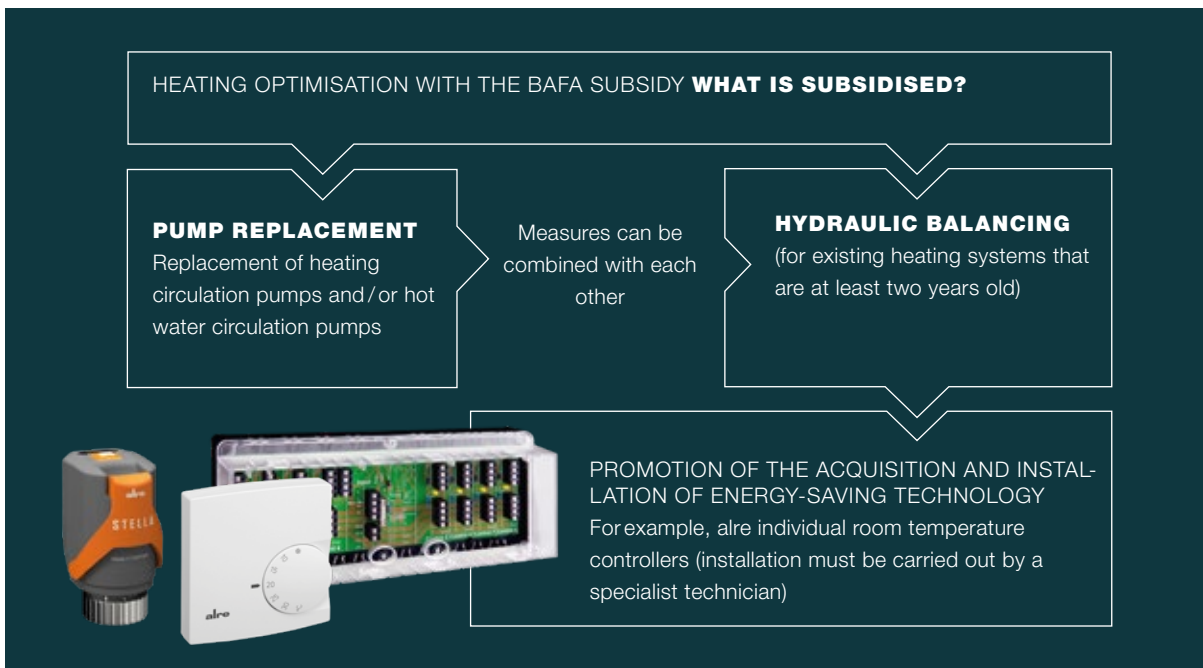 HEATING OPTIMISATION WITH THE BAFA SUBSIDY WHAT IS SUBSIDISED?
PUMP REPLACEMENT
Replacement of heating
circulation pumps and/or hot
water circulation pumps
Measures can be
combined with each
other
HYDRAULIC BALANCING
(for existing heating systems that
are at least two years old)
PROMOTION OF THE ACQUISITION AND INSTAL-
LATION OF ENERGY-SAVING TECHNOLOGY
For example, alre individual room temperature
controllers (installation must be carried out by a
specialist technician)
alre
STELLA
20
alre